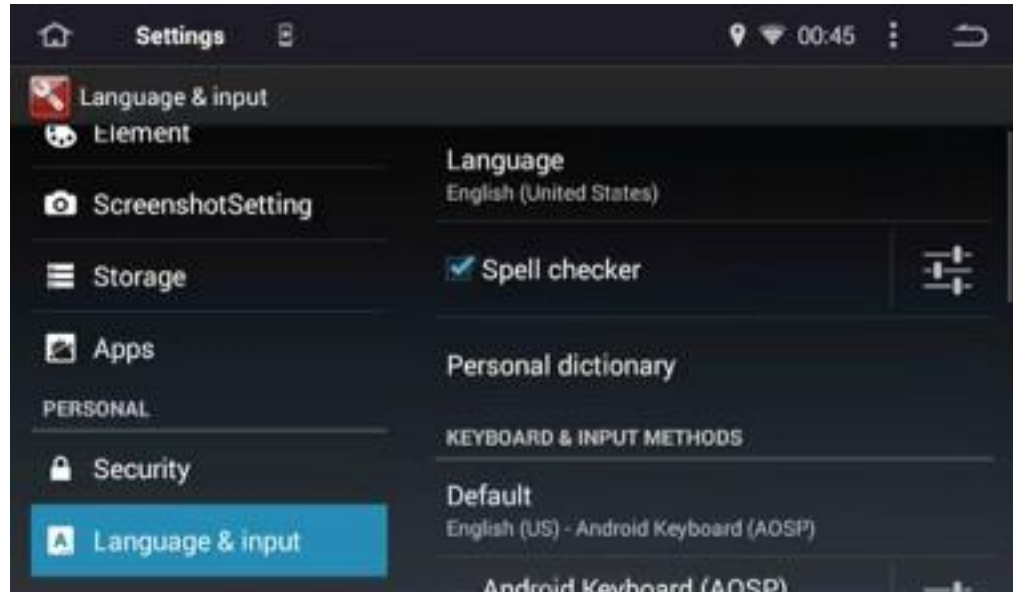 Settings
00:45
Language & input
Element
ScreenshotSetting
Storage
Apps
PERSONAL
Security
A Language & input
Language
English (United States)
Spell checker
Personal dictionary
KEYBOARD & INPUT METHODS
Default
English (US) - Android Keyboard (AOSP)
Android Keyboard (AOSP)